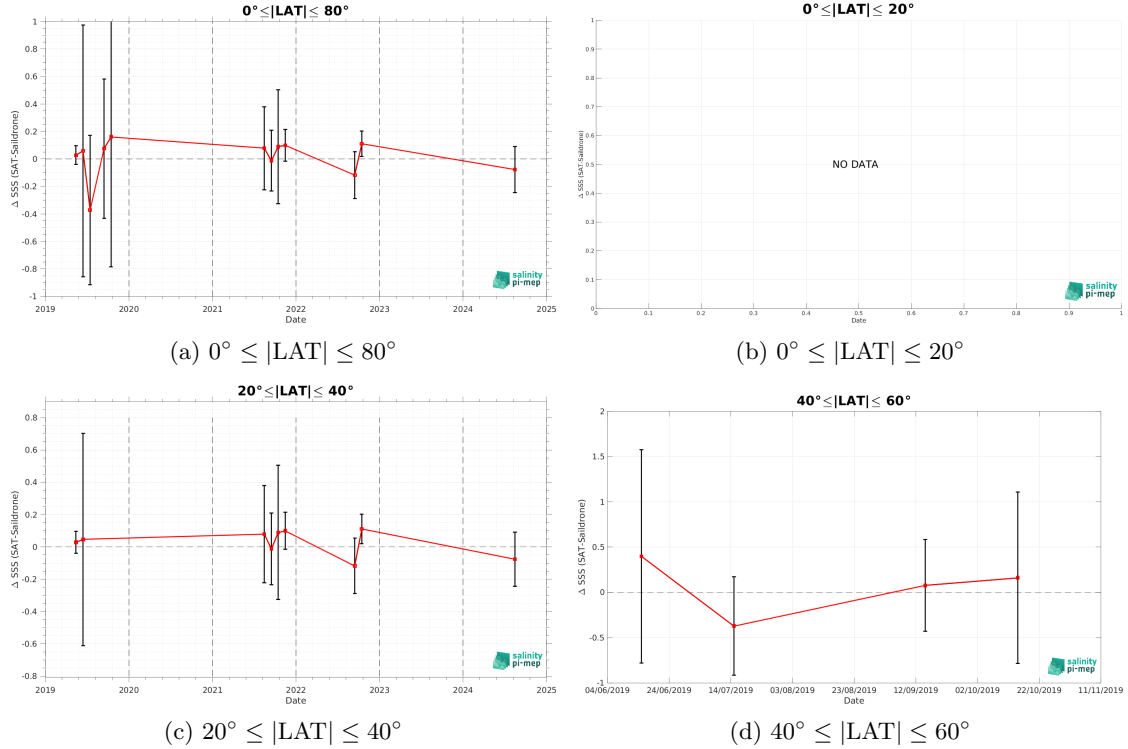 0°≤|LAT|≤ 80°
1
0.8
0.6
0.4
0.2
0
-0.2
-0.4
-0.6
-0.8
-1
Δ SSS (SAT-Saildrone)
2019
2020
2021
2022
2023
2024
2025
Date
salinity
pi-mep
(a) 0° ≤ |LAT| ≤ 80°
0°≤|LAT|≤ 20°
1
0.9
0.8
0.7
0.6
0.5
0.4
0.3
0.2
0.1
0
Δ SSS (SAT-Saildrone)
NO DATA
0
0.1
0.2
0.3
0.4
0.5
0.6
0.7
0.8
0.9
1
Date
salinity
pi-mep
(b) 0° ≤ |LAT| ≤ 20°
20°≤|LAT|≤ 40°
0.8
0.6
0.4
0.2
0
-0.2
-0.4
-0.6
-0.8
Δ SSS (SAT-Saildrone)
2019
2020
2021
2022
2023
2024
2025
Date
salinity
pi-mep
(c) 20° ≤ |LAT| ≤ 40°
40°≤|LAT|≤ 60°
2
1.5
1
0.5
0
-0.5
-1
Δ SSS (SAT-Saildrone)
04/06/2019
24/06/2019
14/07/2019
03/08/2019
23/08/2019
12/09/2019
02/10/2019
22/10/2019
11/11/2019
Date
salinity
pi-mep
(d) 40° ≤ |LAT| ≤ 60°